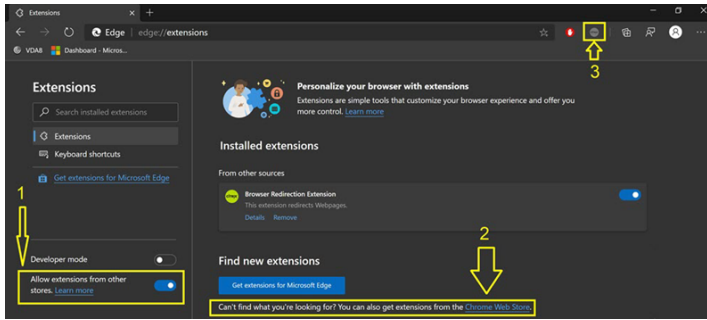 Extensions
Edge
edge://extensions
VDAB
Dashboard - Micros...
3
Extensions
Search installed extensions
Extensions
Keyboard shortcuts
Get extensions for Microsoft Edge
1
Developer mode
Allow extensions from other
stores. Learn more
Personalize your browser with extensions
Extensions are simple tools that customize your browser experience and offer you
more control. Learn more
Installed extensions
From other sources
Browser Redirection Extension
This extension redirects Webpages.
Details Remove
2
Find new extensions
Get extensions for Microsoft Edge
Can't find what you're looking for? You can also get extensions from the Chrome Web Store.